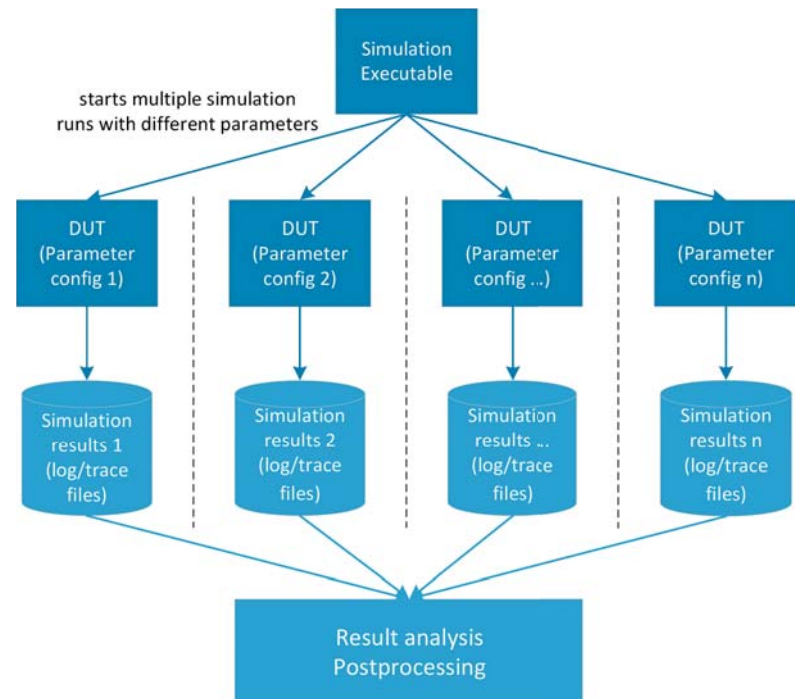 Simulation
Executable
starts multiple simulation
runs with different parameters
DUT
(Parameter
config 1)
DUT
(Parameter
config 2)
DUT
(Parameter
config ...)
DUT
(Parameter
config n)
Simulation
results 1
(log/trace
files)
Simulation
results 2
(log/trace
files)
Simulation
results ...
(log/trace
files)
Simulation
results n
(log/trace
files)
Result analysis
Postprocessing